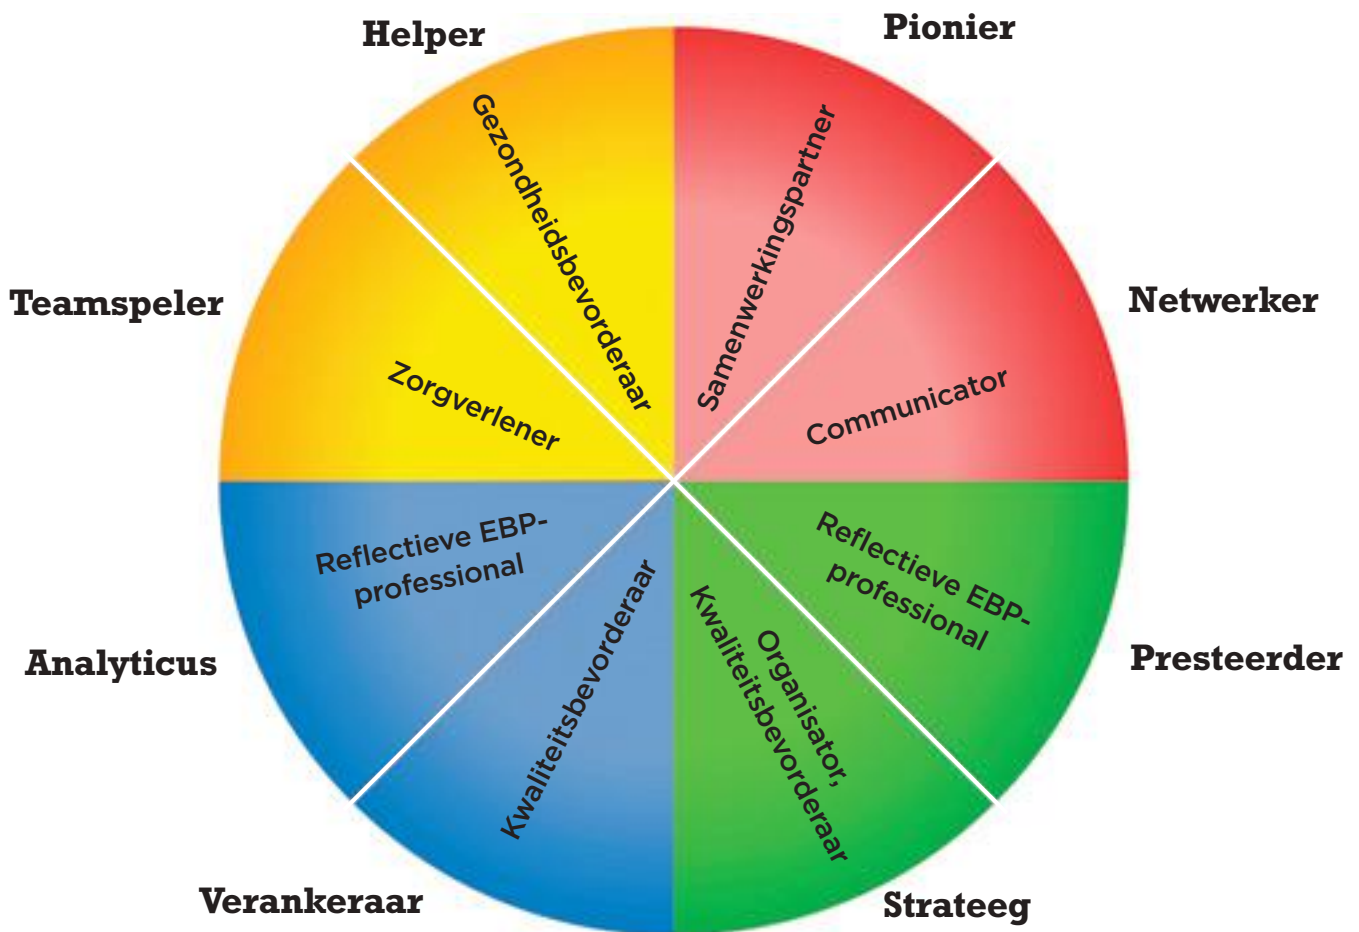 Helper
Pionier
Gezondheidsbevorderaar
Samenwerkingspartner
Teamspeler
Netwerker
Zorgverlener
Communicator
Reflectieve EBP-
professional
Reflectieve EBP-
professional
Kwaliteitsbevorderaar
Organisator,
Kwaliteitsbevorderaar
Analyticus
Presteerder
Verankeraar
Strateeg